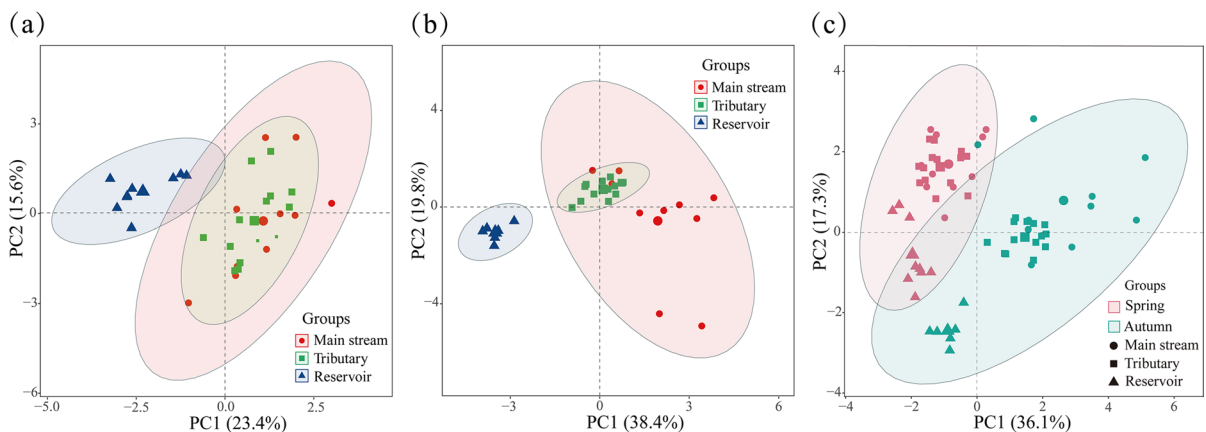 (a)
PC2 (15.6%)
3
0
−3
−6
−5.0
−2.5
0.0
2.5
PC1 (23.4%)
Groups
Main stream
Tributary
Reservoir
(b)
PC2 (19.8%)
4
0
−4
−3
0
3
6
PC1 (38.4%)
Groups
Main stream
Tributary
Reservoir
(c)
PC2 (17.3%)
4
2
0
−2
−4
−4
−2
0
2
4
6
PC1 (36.1%)
Groups
Spring
Autumn
Main stream
Tributary
Reservoir